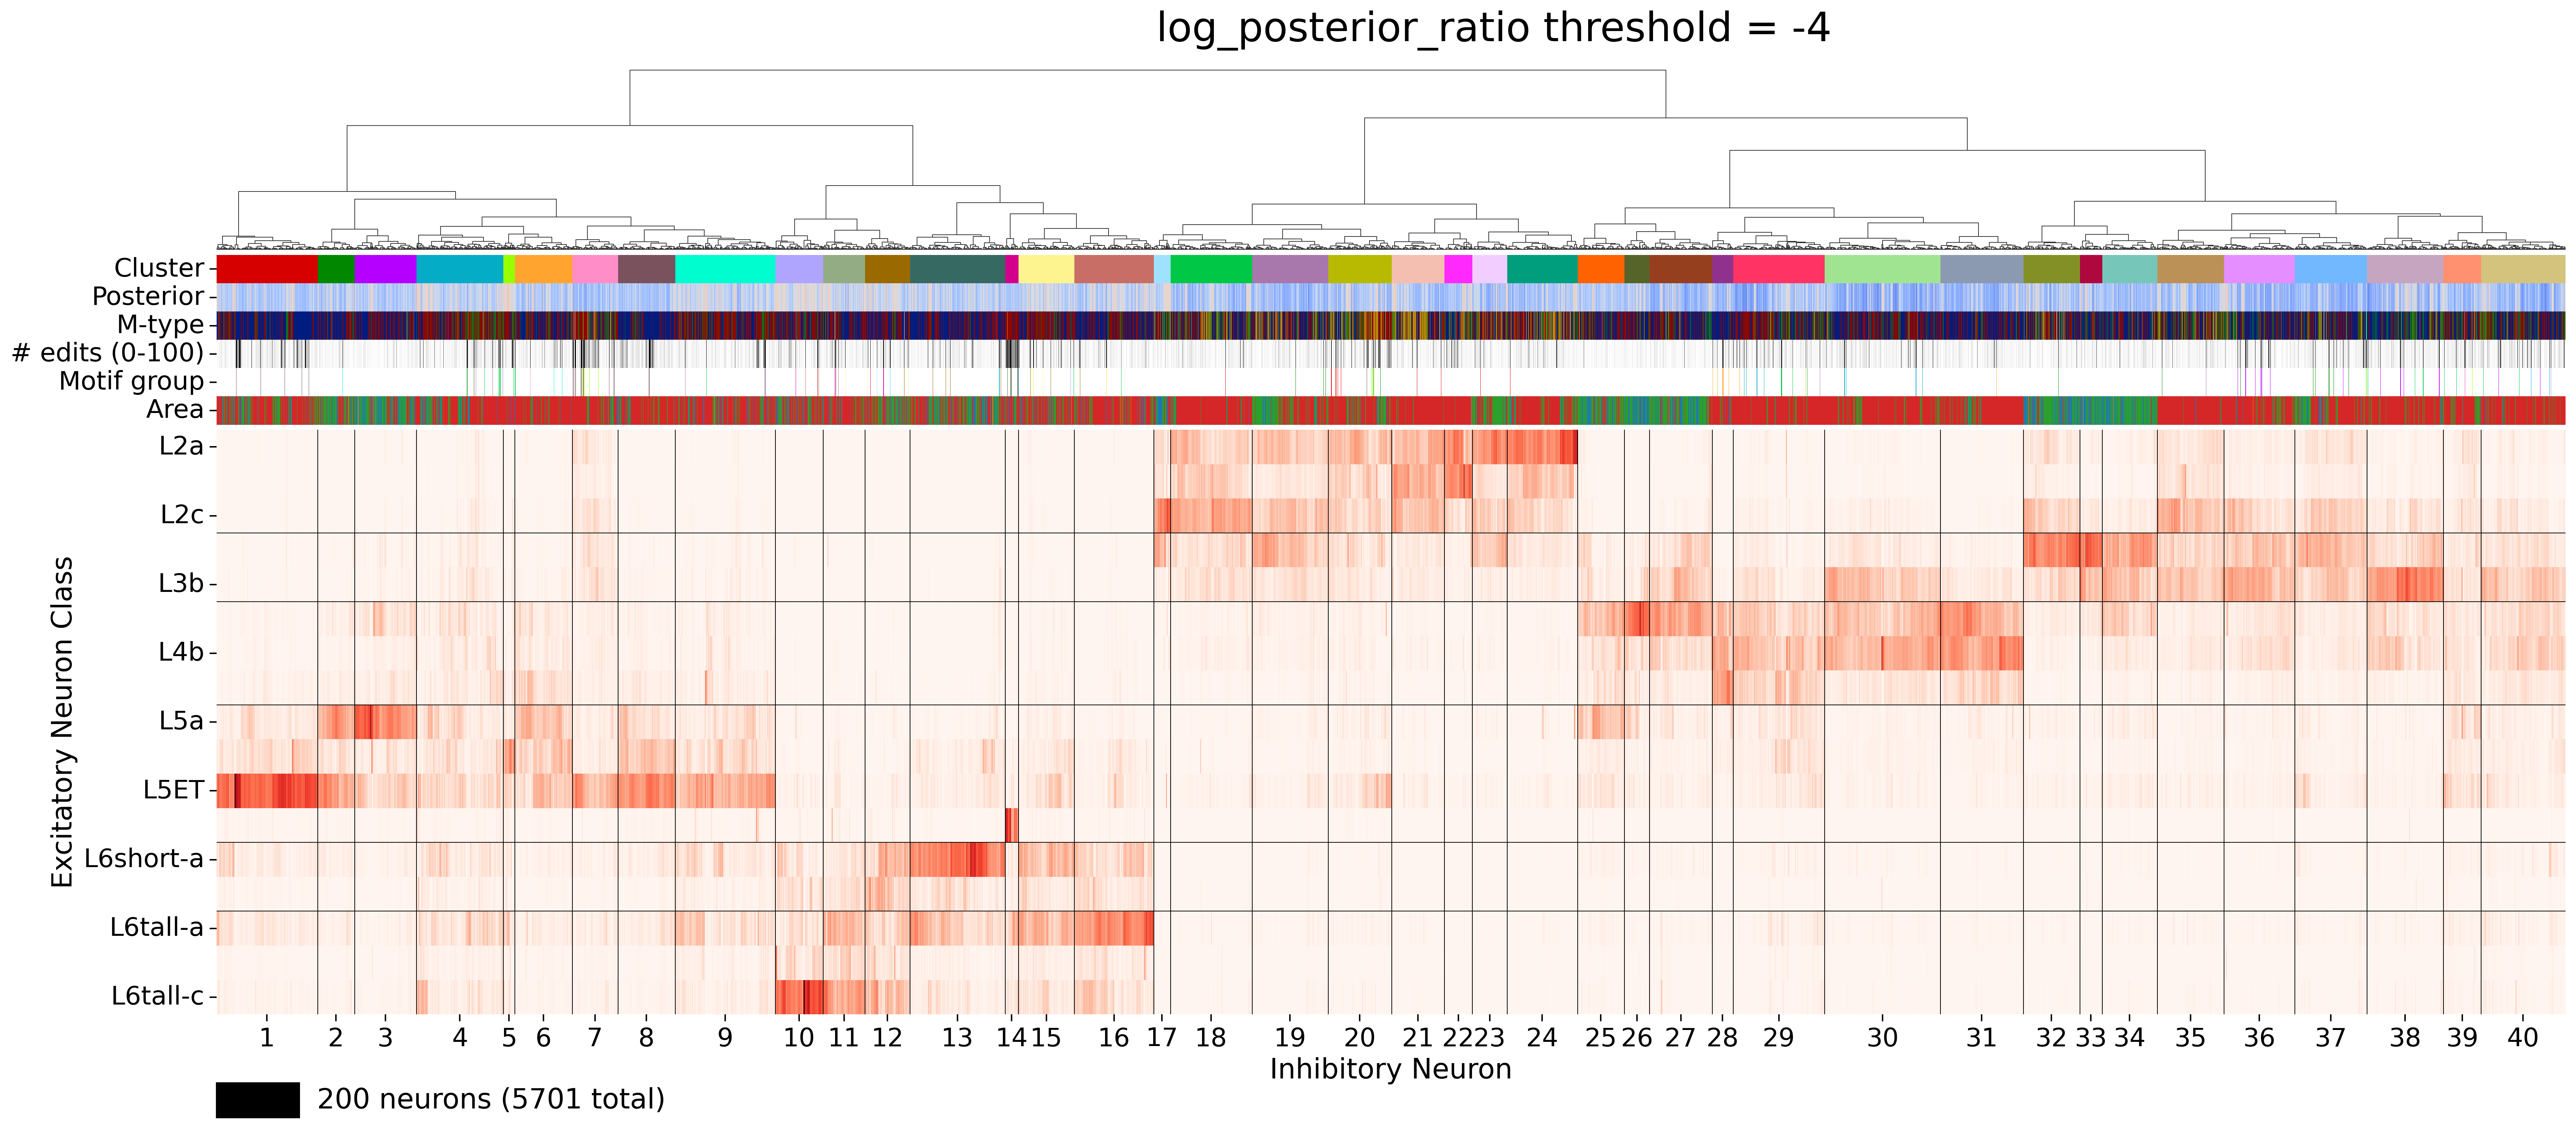 log_posterior_ratio threshold = -4
Cluster
Posterior
M-type
# edits (0-100)
Motif group
Area
Excitatory Neuron Class
L2a
L2c
L3b
L4b
L5a
L5ET
L6short-a
L6tall-a
L6tall-c
1 2 3 4 5 6 7 8 9 10 11 12 13 14 15 16 17 18 19 20 21 22 23 24 25 26 27 28 29 30 31 32 33 34 35 36 37 38 39 40
Inhibitory Neuron
200 neurons (5701 total)